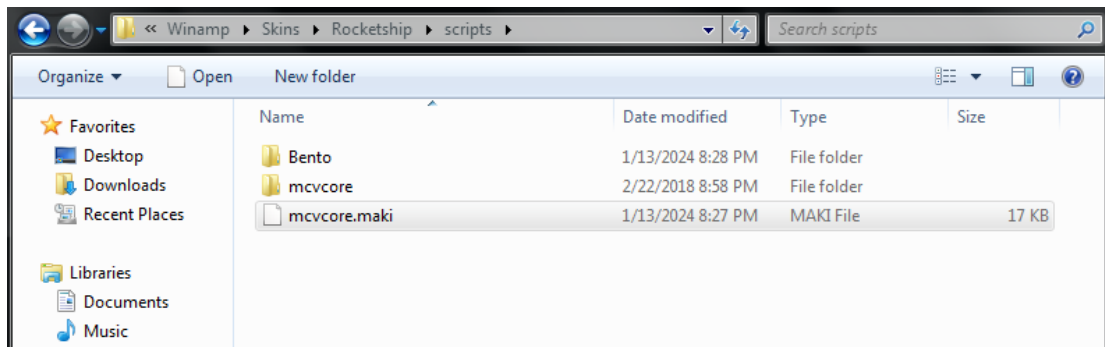 « Winamp ▸ Skins ▸ Rocketship ▸ scripts ▸ Search scripts
Organize ▾ Open New folder
Name Date modified Type Size
Favorites
Desktop
Downloads
Recent Places
Libraries
Documents
Music
Bento 1/13/2024 8:28 PM File folder
mcvcore 2/22/2018 8:58 PM File folder
mcvcore.maki 1/13/2024 8:27 PM MAKI File 17 KB